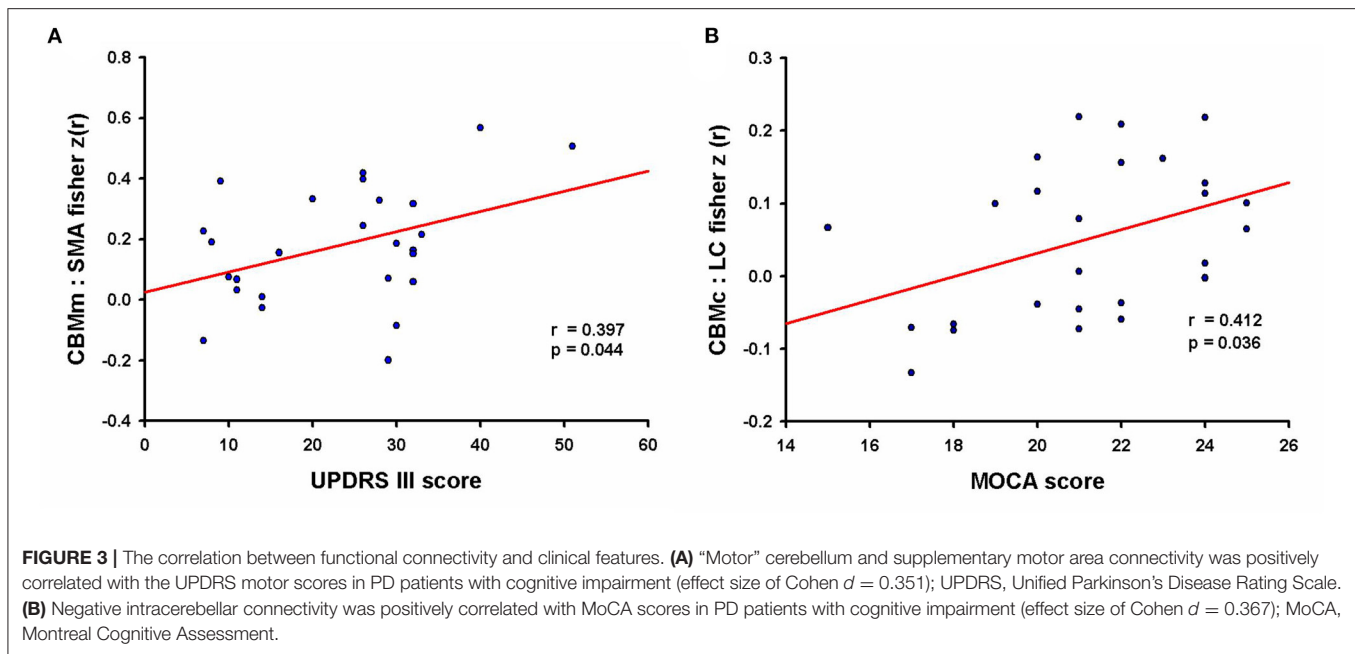 A
CBMm : SMA fisher z(r)
0.8
0.6
0.4
0.2
0.0
-0.2
-0.4
0 10 20 30 40 50 60
UPDRS III score
r = 0.397
p = 0.044
B
CBMc : LC fisher z (r)
0.3
0.2
0.1
0.0
-0.1
-0.2
14 16 18 20 22 24 26
MOCA score
r = 0.412
p = 0.036
FIGURE 3 | The correlation between functional connectivity and clinical features. (A) “Motor” cerebellum and supplementary motor area connectivity was positively
correlated with the UPDRS motor scores in PD patients with cognitive impairment (effect size of Cohen d = 0.351); UPDRS, Unified Parkinson’s Disease Rating Scale.
(B) Negative intracerebellar connectivity was positively correlated with MoCA scores in PD patients with cognitive impairment (effect size of Cohen d = 0.367); MoCA,
Montreal Cognitive Assessment.